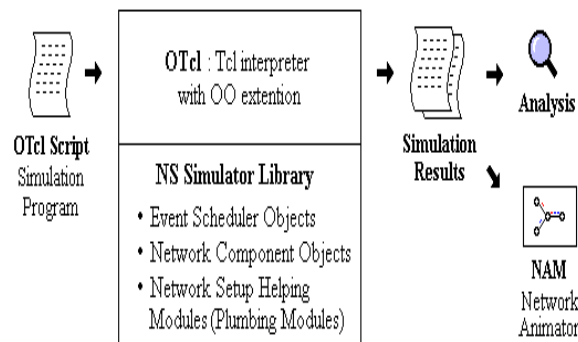 OTcl Script
Simulation
Program
OTcl : Tcl interpreter
with OO extention
NS Simulator Library
• Event Scheduler Objects
• Network Component Objects
• Network Setup Helping
Modules (Plumbing Modules)
Simulation
Results
Analysis
NAM
Network
Animator